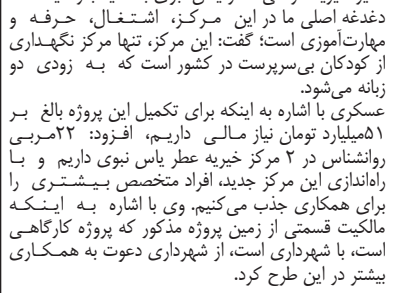 دغدغه اصلی ما در این مرکز، اشتغال، حرفه و
مهارت‌آموزی است؛ گفت: این مرکز، تنها مرکز نگهداری
از کودکان بی‌سرپرست در کشور است که به زودی دو
زبانه می‌شود.
عسکری با اشاره به اینکه برای تکمیل این پروژه بالغ بر
۵۱میلیارد تومان نیاز مالی داریم، افزود: ۲۲مربی
روانشناس در ۲ مرکز خیریه عطر یاس نبوی داریم و با
راه‌اندازی این مرکز جدید، افراد متخصص بیشتری را
برای همکاری جذب می‌کنیم. وی با اشاره به اینکه
مالکیت قسمتی از زمین پروژه مذکور که پروژه کارگاهی
است، با شهرداری است، از شهرداری دعوت به همکاری
بیشتر در این طرح کرد.